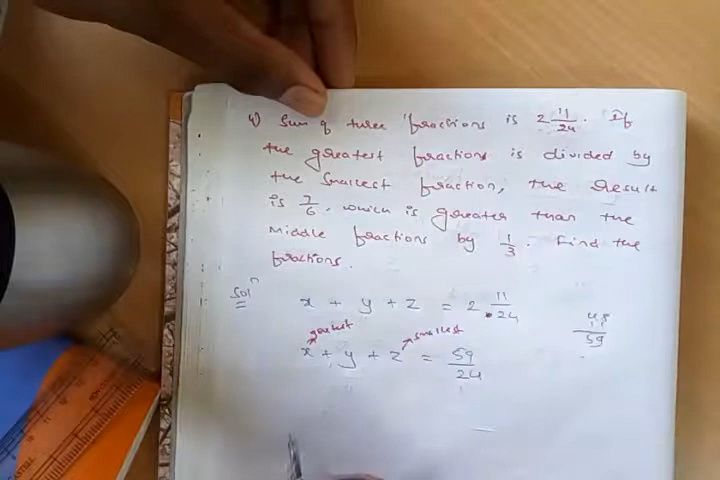 4) Sum of three fractions is 2 11/24. If
the greatest fractions is divided by
the smallest fraction, the result
is 7/6. which is greater than the
middle fractions by 1/3. Find the
fractions.
Solⁿ
x + y + z = 2 11/24
48
11
59
greatest smallest
x + y + z = 59/24